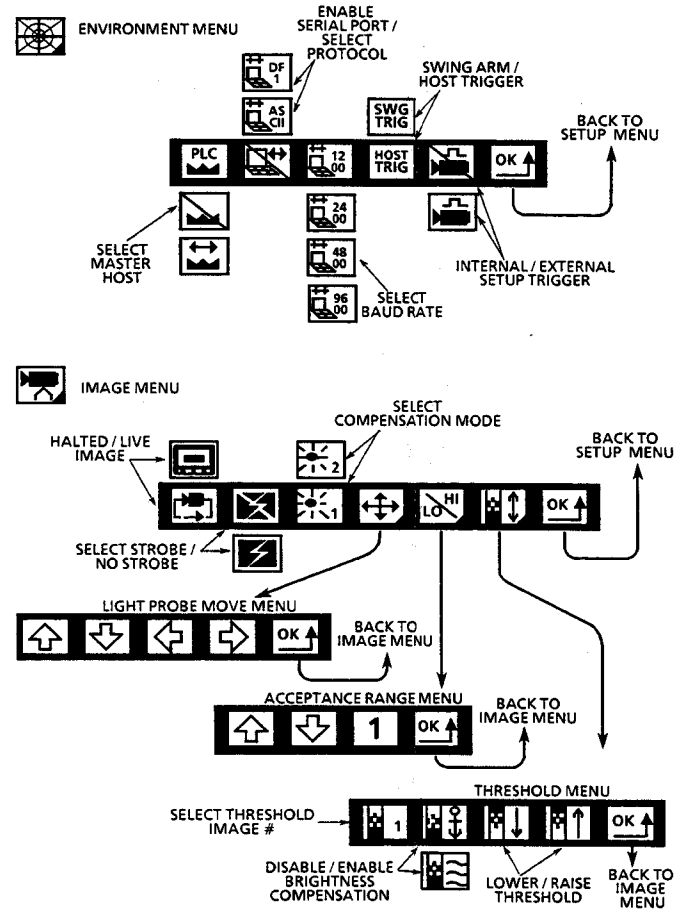 ENVIRONMENT MENU
ENABLE
SERIAL PORT /
SELECT
PROTOCOL
DF
1
AS
CII
SWING ARM /
HOST TRIGGER
SWG
TRIG
BACK TO
SETUP MENU
PLC
12
00
HOST
TRIG
OK
24
00
48
00
96
00
SELECT
MASTER
HOST
SELECT
BAUD RATE
INTERNAL / EXTERNAL
SETUP TRIGGER
IMAGE MENU
SELECT
COMPENSATION MODE
HALTED / LIVE
IMAGE
2
BACK TO
SETUP MENU
1
HI
LO
OK
SELECT STROBE /
NO STROBE
LIGHT PROBE MOVE MENU
OK
BACK TO
IMAGE MENU
ACCEPTANCE RANGE MENU
1
OK
BACK TO
IMAGE MENU
THRESHOLD MENU
SELECT THRESHOLD
IMAGE #
1
OK
DISABLE / ENABLE
BRIGHTNESS
COMPENSATION
LOWER / RAISE
THRESHOLD
BACK TO
IMAGE
MENU